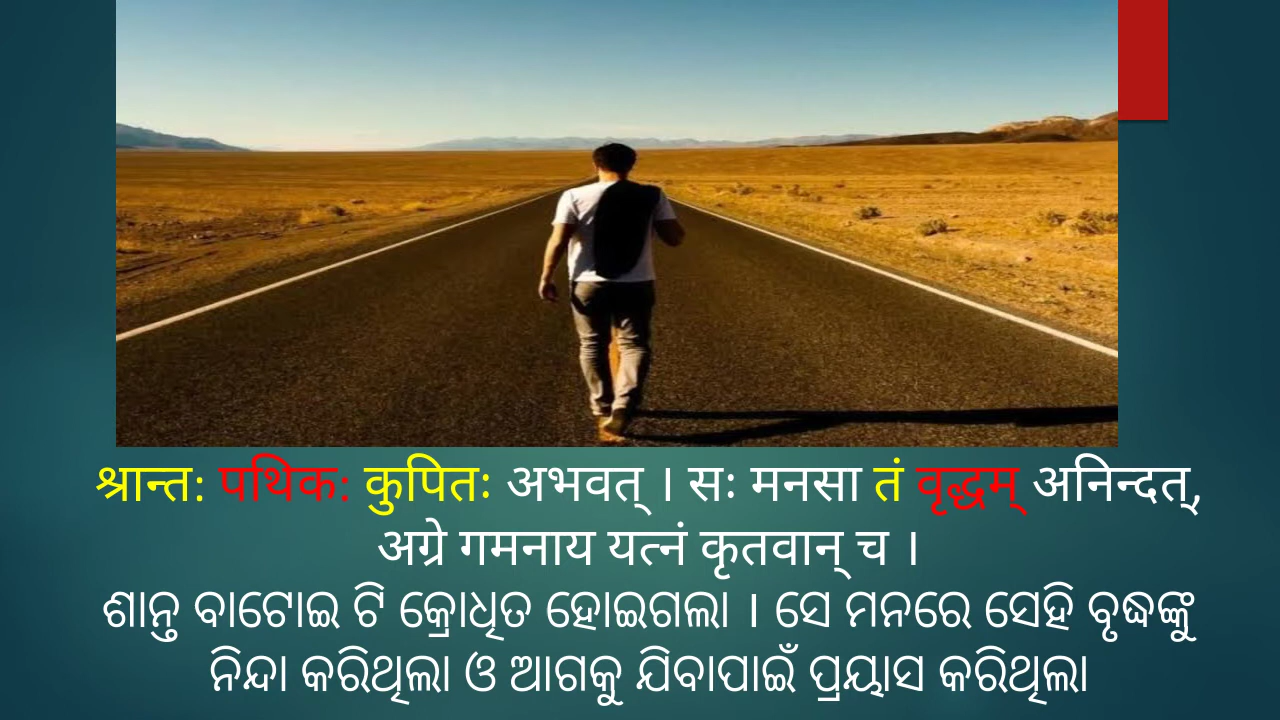 श्रान्त: पथिक: कुपितः अभवत् । सः मनसा तं वृद्धम् अनिन्दत्,
अग्रे गमनाय यत्नं कृतवान् च ।
ଶାନ୍ତ ବାଟୋଇ ଟି କ୍ରୋଧିତ ହୋଇଗଲା । ସେ ମନରେ ସେହି ବୃଦ୍ଧଙ୍କୁ
ନିନ୍ଦା କରିଥିଲା ଓ ଆଗକୁ ଯିବାପାଇଁ ପ୍ରୟାସ କରିଥିଲା